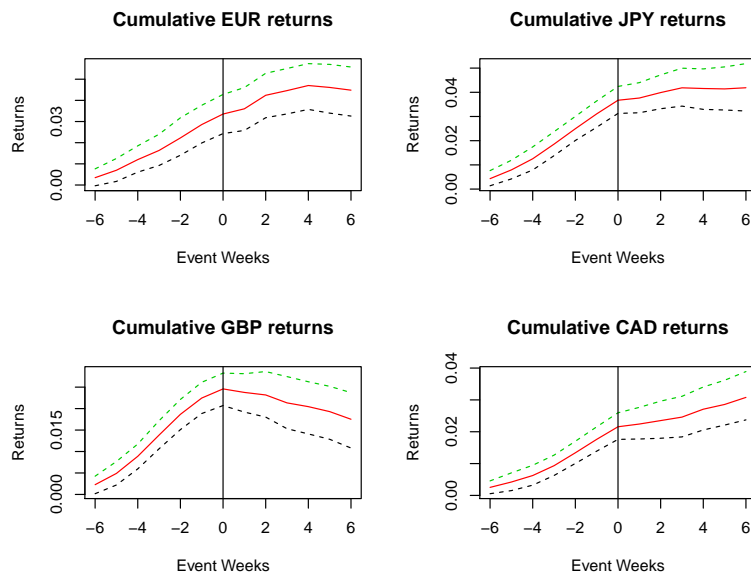 Cumulative EUR returns
Returns
0.00
0.03
−6 −4 −2 0 2 4 6
Event Weeks
Cumulative JPY returns
Returns
0.00
0.02
0.04
−6 −4 −2 0 2 4 6
Event Weeks
Cumulative GBP returns
Returns
0.000
0.015
−6 −4 −2 0 2 4 6
Event Weeks
Cumulative CAD returns
Returns
0.00
0.02
0.04
−6 −4 −2 0 2 4 6
Event Weeks